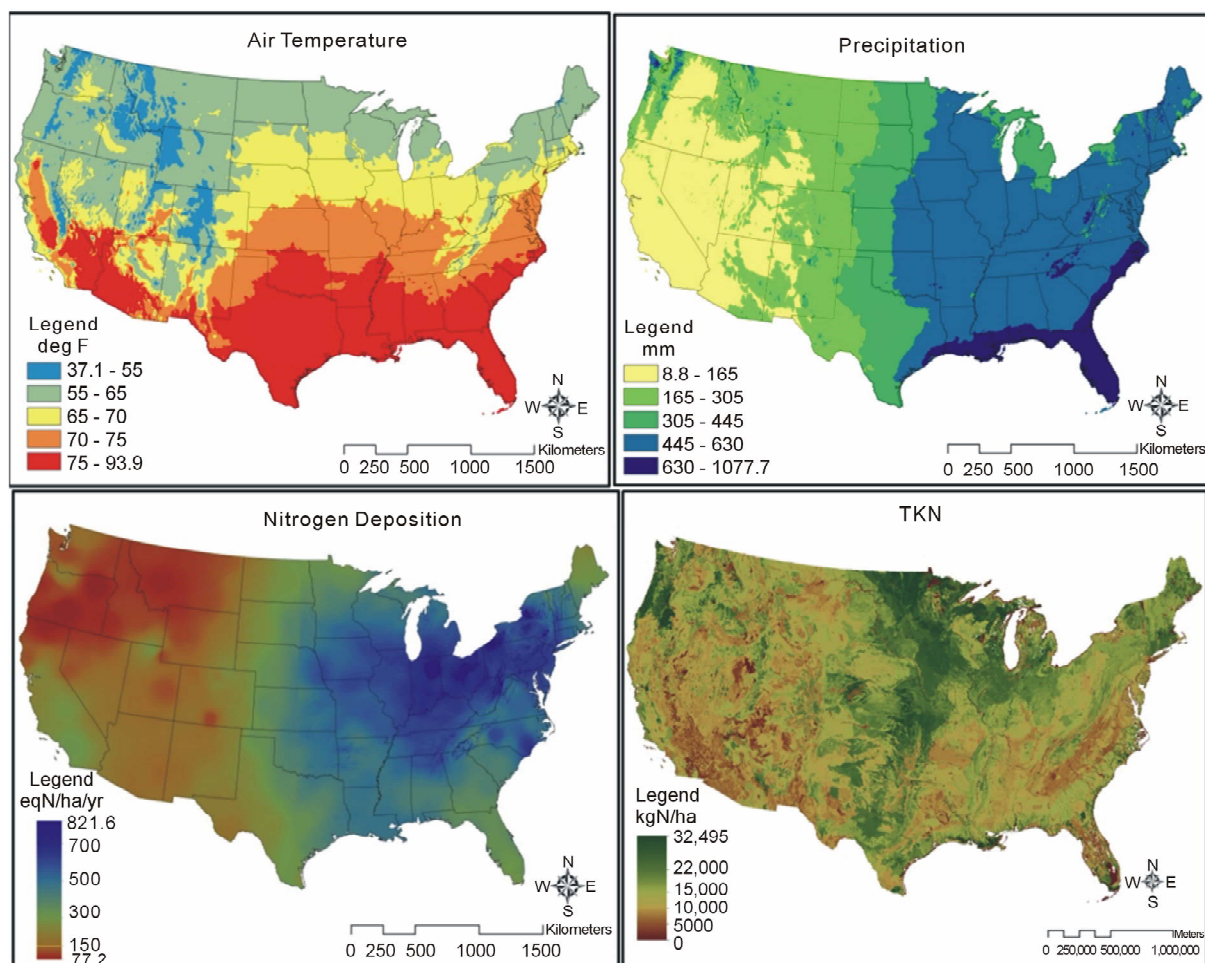 Air Temperature
Legend
deg F
37.1 - 55
55 - 65
65 - 70
70 - 75
75 - 93.9
N
W E
S
Kilometers
0 250 500 1000 1500
Precipitation
Legend
mm
8.8 - 165
165 - 305
305 - 445
445 - 630
630 - 1077.7
N
W E
S
Kilometers
0 250 500 1000 1500
Nitrogen Deposition
Legend
eqN/ha/yr
821.6
700
500
300
150
77.2
N
W E
S
Kilometers
0 250 500 1000 1500
TKN
Legend
kgN/ha
32,495
22,000
15,000
10,000
5000
0
N
W E
S
Meters
0 250,000 500,000 1,000,000